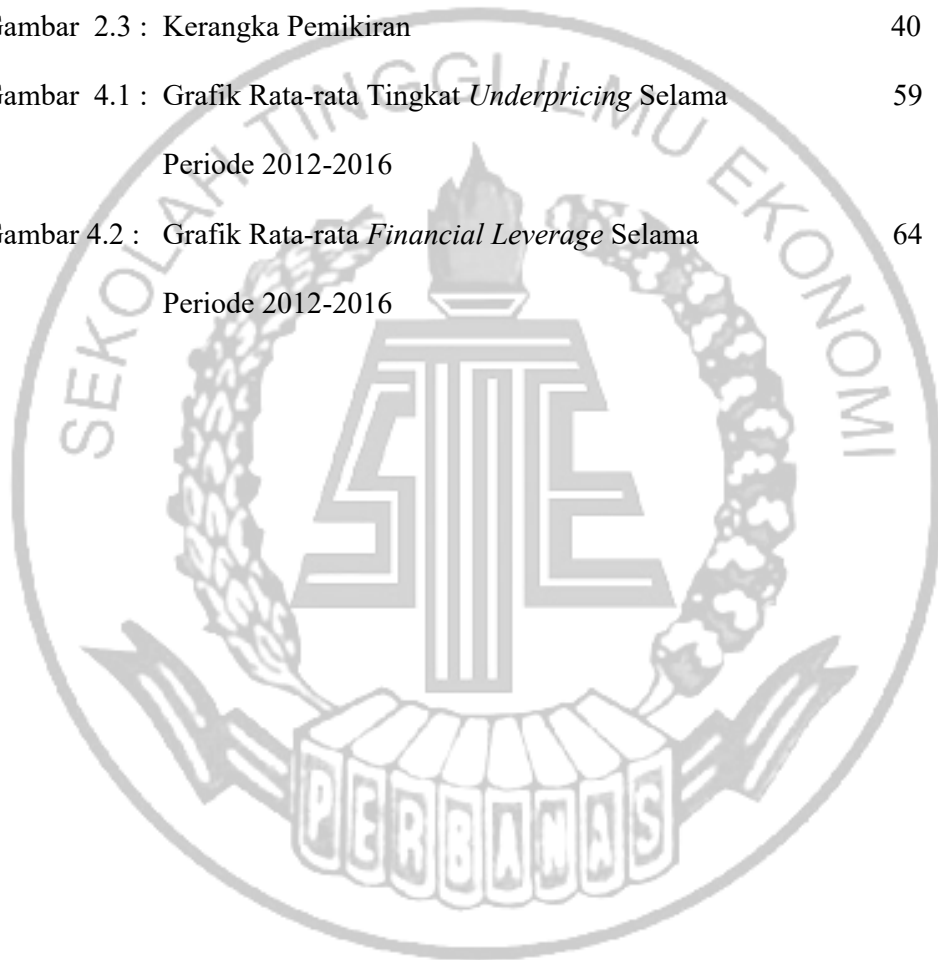 Gambar 2.3 : Kerangka Pemikiran 40
Gambar 4.1 : Grafik Rata-rata Tingkat Underpricing Selama 59
Periode 2012-2016
Gambar 4.2 : Grafik Rata-rata Financial Leverage Selama 64
Periode 2012-2016
SEKOLAH TINGGI ILMU EKONOMI
STIE
PERBANAS